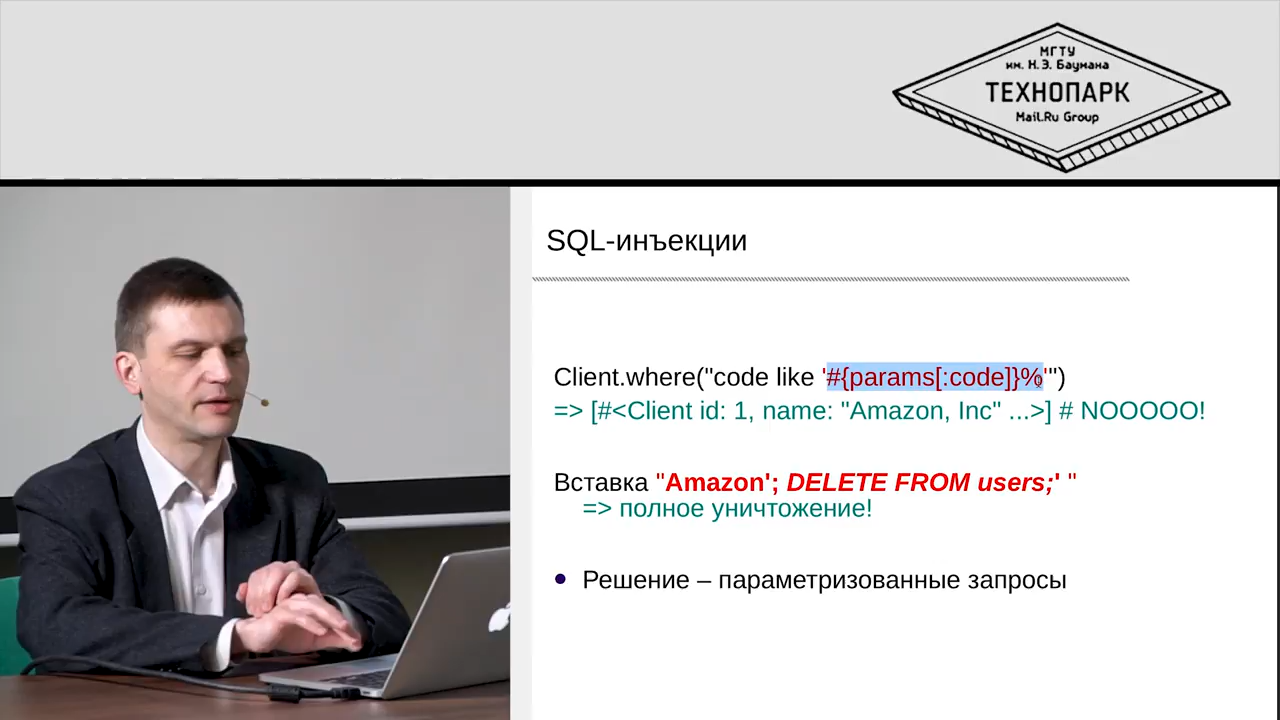 МГТУ
им. Н.Э. Баумана
ТЕХНОПАРК
Mail.Ru Group
SQL-инъекции
Client.where("code like '#{params[:code]}%'")
=> [#<Client id: 1, name: "Amazon, Inc" ...>] # NOOOOO!
Вставка "Amazon'; DELETE FROM users;' "
=> полное уничтожение!
• Решение – параметризованные запросы